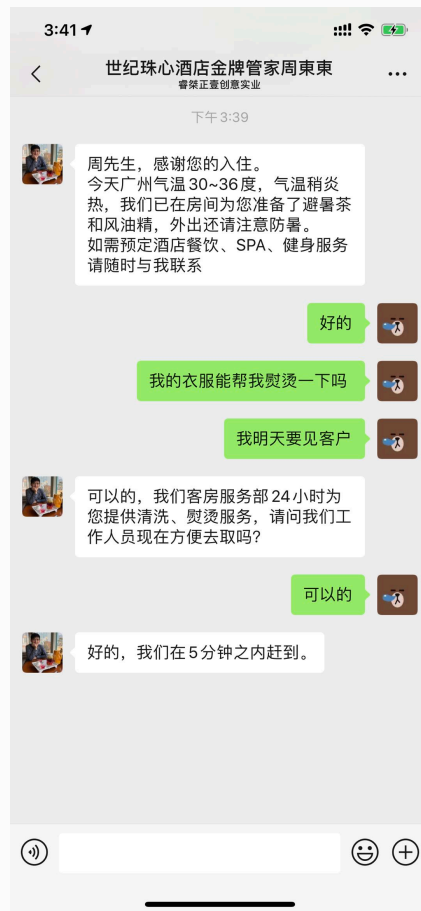 3:41
世纪珠心酒店金牌管家周東東
睿桀正壹创意实业
下午3:39
周先生，感谢您的入住。
今天广州气温30~36度，气温稍炎
热，我们已在房间为您准备了避暑茶
和风油精，外出还请注意防暑。
如需预定酒店餐饮、SPA、健身服务
请随时与我联系
好的
我的衣服能帮我熨烫一下吗
我明天要见客户
可以的，我们客房服务部24小时为
您提供清洗、熨烫服务，请问我们工
作人员现在方便去取吗?
可以的
好的，我们在5分钟之内赶到。